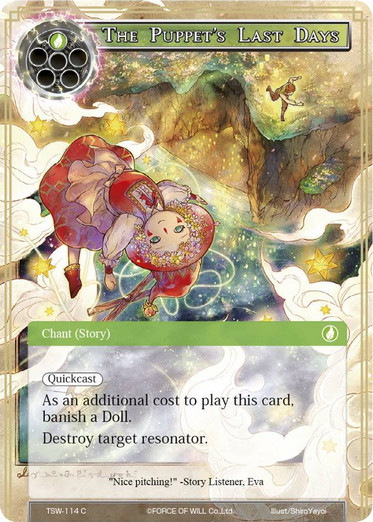 The Puppet's Last Days
Chant (Story)
Quickcast
As an additional cost to play this card,
banish a Doll.
Destroy target resonator.
"Nice pitching!" -Story Listener, Eva
TSW-114 C ©FORCE OF WILL Co.,Ltd. Illust/ShiroYayoi